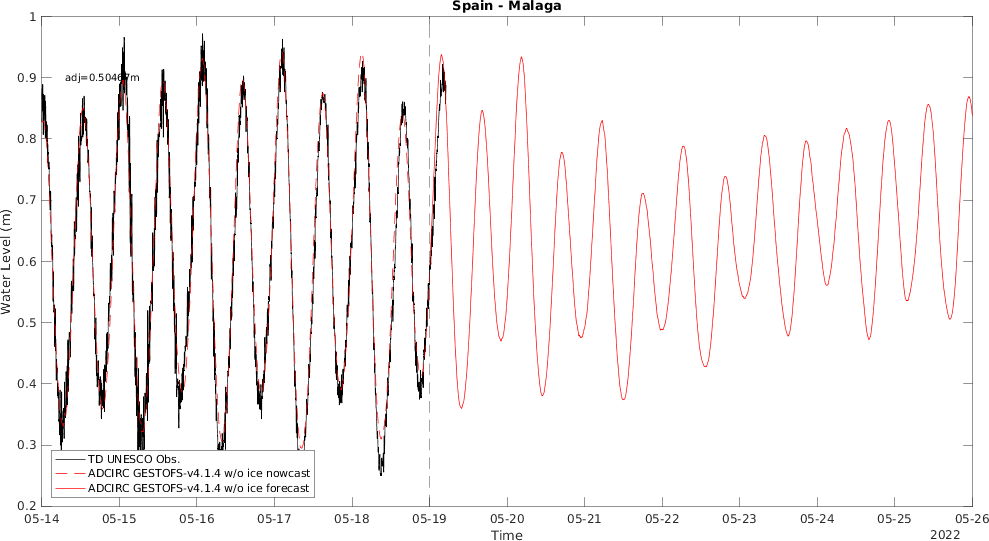 Spain - Malaga
1
0.9
0.8
0.7
0.6
0.5
0.4
0.3
0.2
Water Level (m)
TD UNESCO Obs.
ADCIRC GESTOFS-v4.1.4 w/o ice nowcast
ADCIRC GESTOFS-v4.1.4 w/o ice forecast
05-14 05-15 05-16 05-17 05-18 05-19 05-20 05-21 05-22 05-23 05-24 05-25 05-26
Time
2022